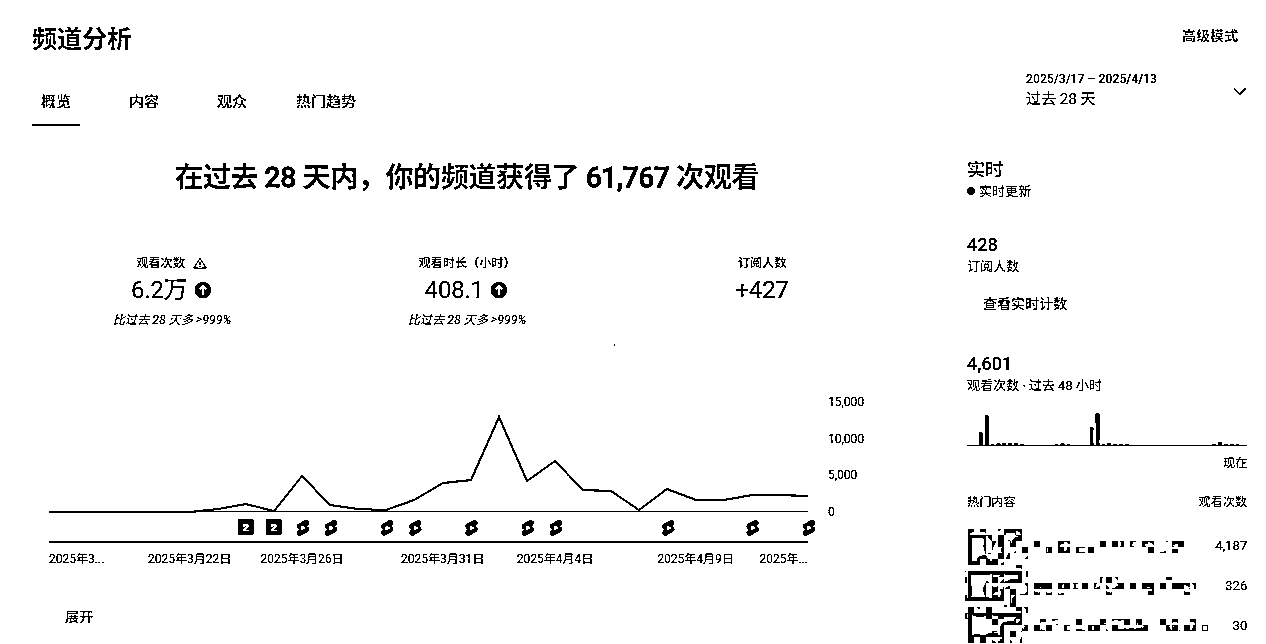 频道分析
高级模式
概览 内容 观众 热门趋势
2025/3/17 – 2025/4/13
过去 28 天
在过去 28 天内，你的频道获得了 61,767 次观看
观看次数
6.2万
比过去 28 天多 >999%
观看时长（小时）
408.1
比过去 28 天多 >999%
订阅人数
+427
15,000
10,000
5,000
0
2 2
2025年3... 2025年3月22日 2025年3月26日 2025年3月31日 2025年4月4日 2025年4月9日 2025年...
展开
实时
实时更新
428
订阅人数
查看实时计数
4,601
观看次数 · 过去 48 小时
现在
热门内容 观看次数
4,187
326
30